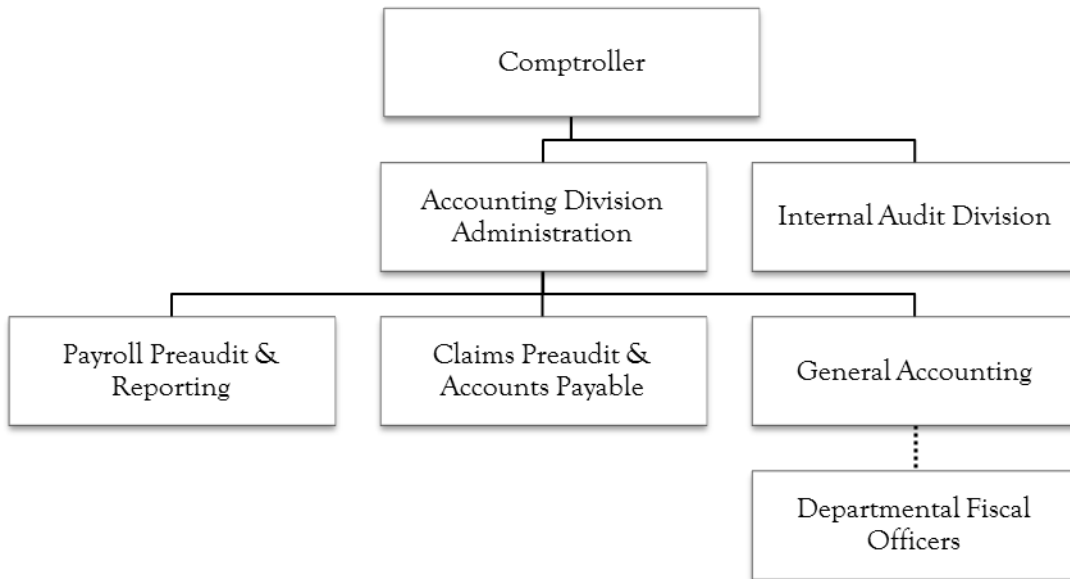 Comptroller
Accounting Division
Administration
Internal Audit Division
Payroll Preaudit &
Reporting
Claims Preaudit &
Accounts Payable
General Accounting
Departmental Fiscal
Officers